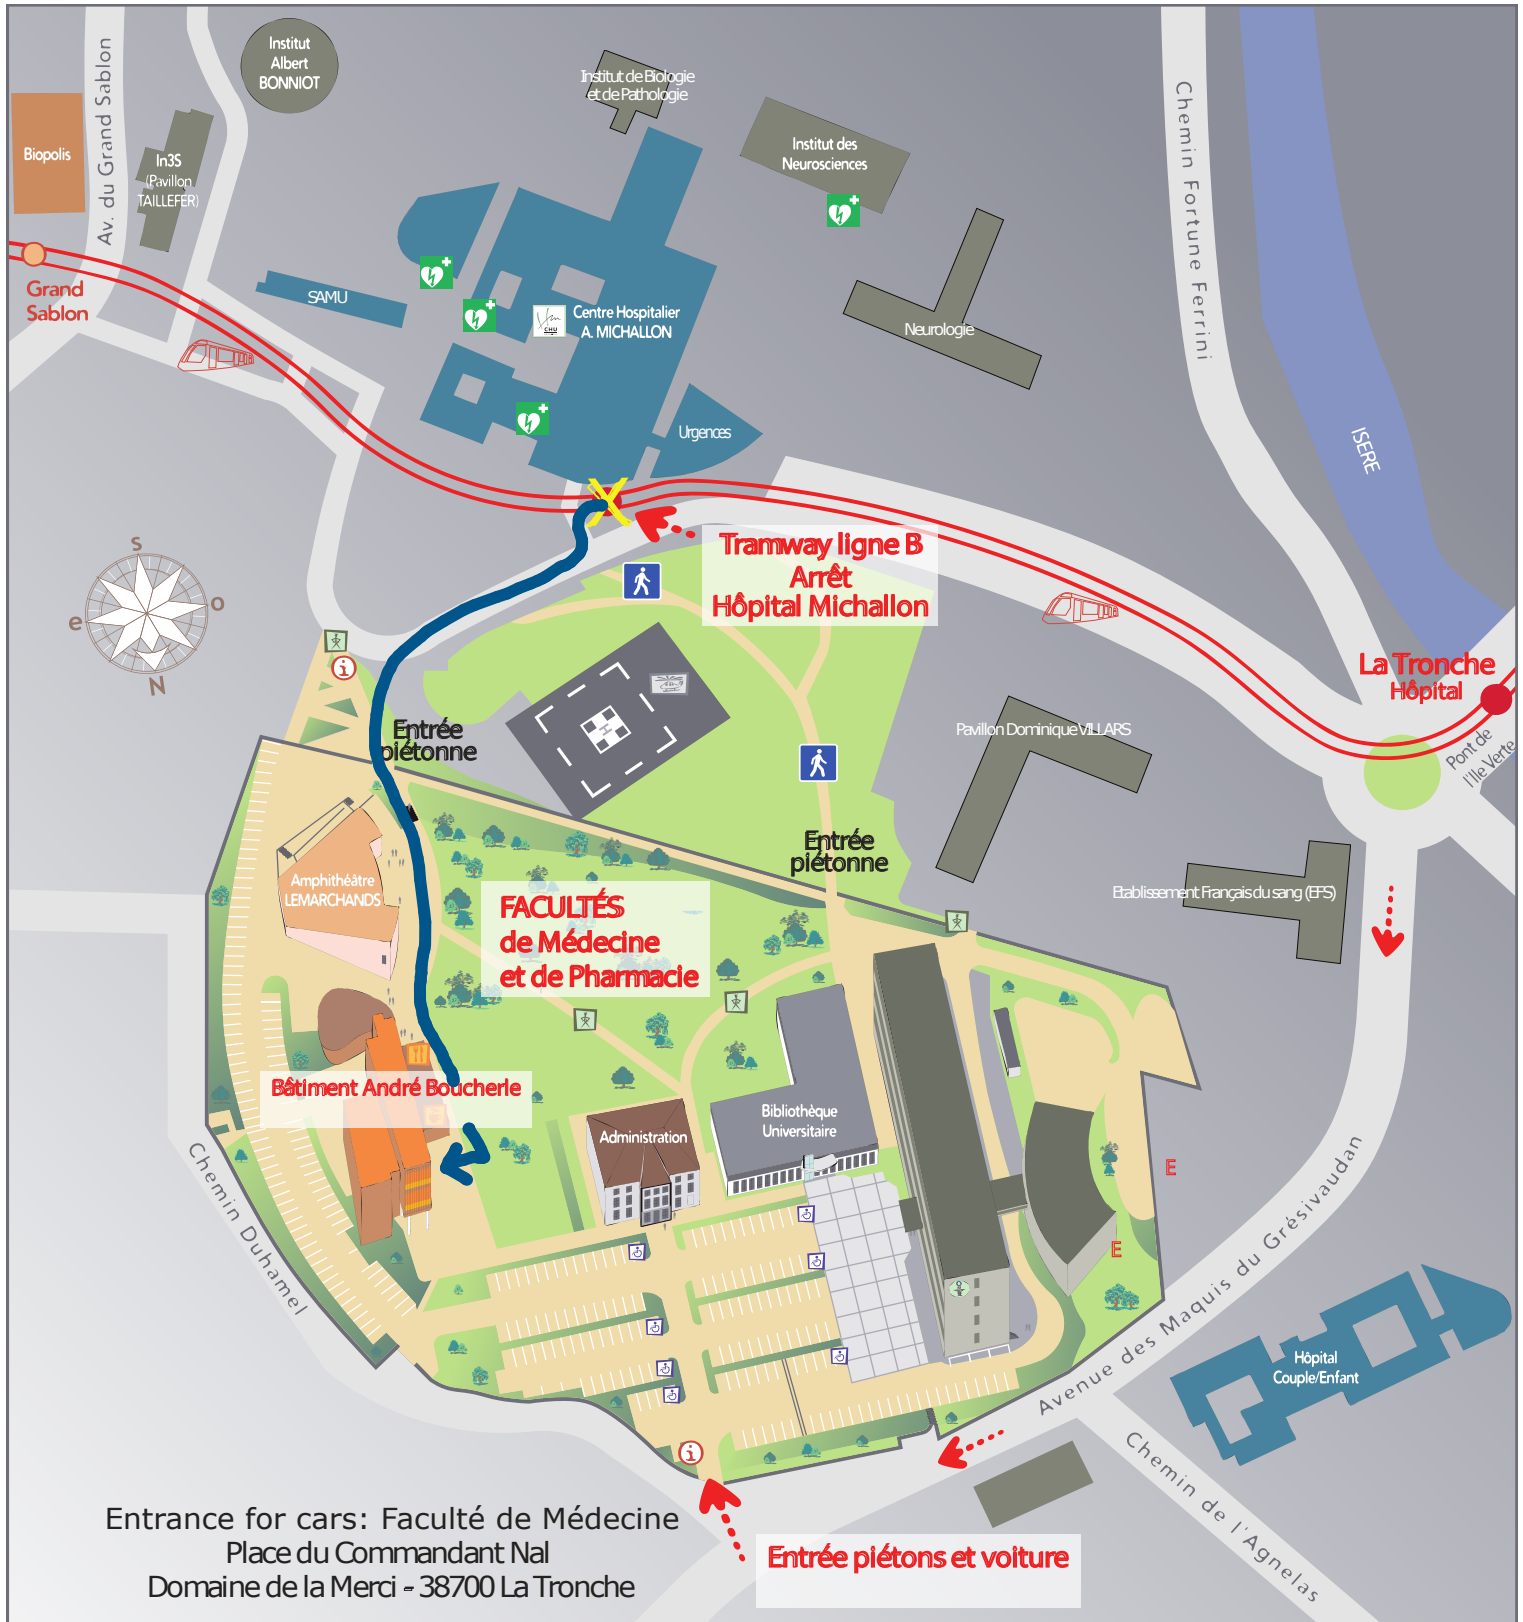 Institut
Albert
BONNIOT
Institut de Biologie
et de Pathologie
Av. du Grand Sablon
Biopolis
In3S
(Pavillon
TAILLEFER)
Institut des
Neurosciences
Chemin Fortune Ferrini
Grand
Sablon
SAMU
CHU
Centre Hospitalier
A. MICHALLON
Neurologie
Urgences
ISERE
Tramway ligne B
Arrêt
Hôpital Michallon
s
o
e
N
i
La Tronche
Hôpital
Pont de
l'Ile Verte
Entrée
piétonne
Pavillon Dominique VILLARS
H
Entrée
piétonne
Amphithéâtre
LEMARCHANDS
Etablissement Français du sang (EFS)
FACULTÉS
de Médecine
et de Pharmacie
Bâtiment André Boucherle
Administration
Bibliothèque
Universitaire
E
E
Chemin Duhamel
Avenue des Maquis du Grésivaudan
Hôpital
Couple/Enfant
i
Chemin de l'Agnelas
Entrance for cars: Faculté de Médecine
Place du Commandant Nal
Domaine de la Merci - 38700 La Tronche
Entrée piétons et voiture